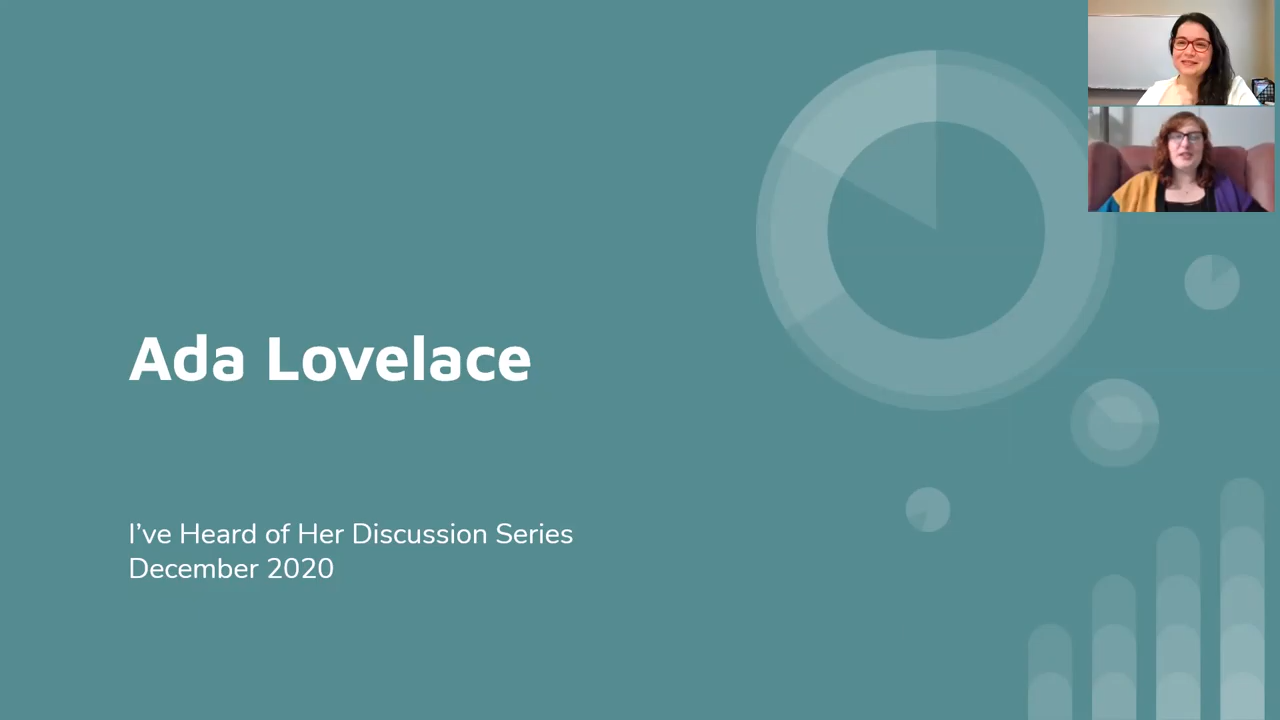 Ada Lovelace
I’ve Heard of Her Discussion Series
December 2020